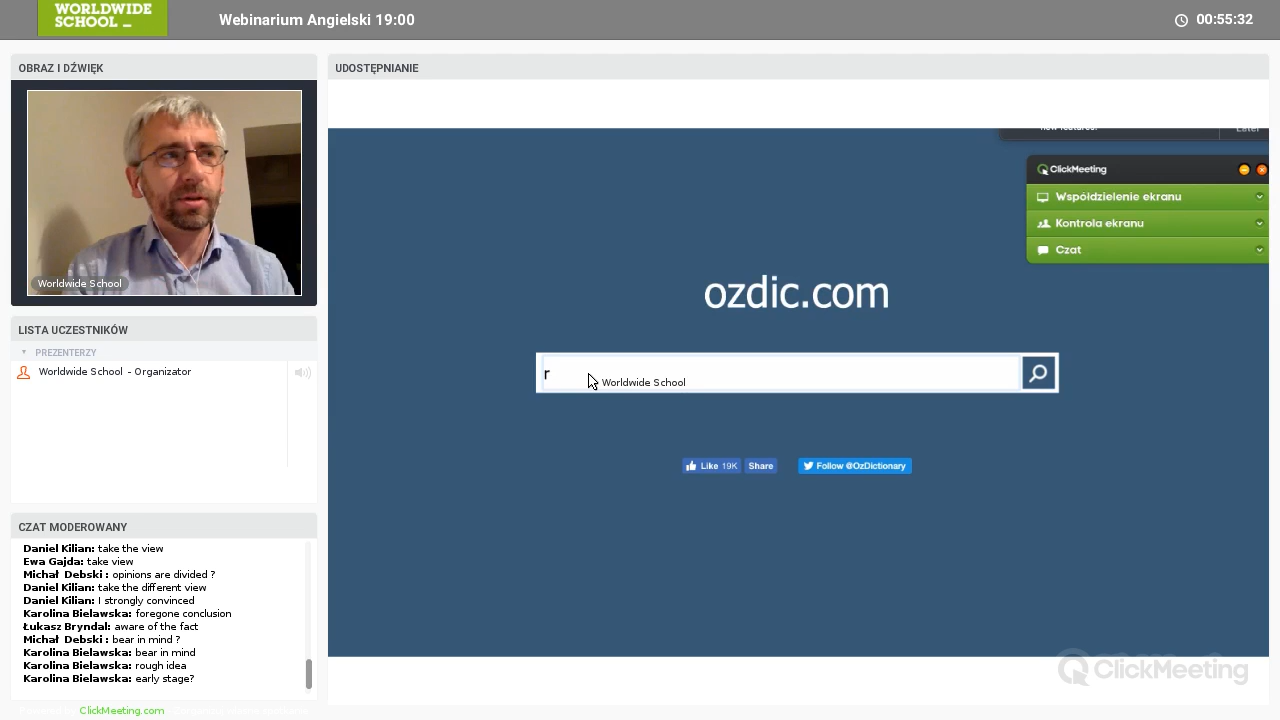 WORLDWIDE
SCHOOL
Webinarium Angielski 19:00
00:55:32
OBRAZ I DŹWIĘK
Worldwide School
LISTA UCZESTNIKÓW
PREZENTERZY
Worldwide School - Organizator
CZAT MODEROWANY
Daniel Kilian: take the view
Ewa Gajda: take view
Michał Debski : opinions are divided ?
Daniel Kilian: take the different view
Daniel Kilian: I strongly convinced
Karolina Bielawska: foregone conclusion
Łukasz Bryndal: aware of the fact
Michał Debski : bear in mind ?
Karolina Bielawska: bear in mind
Karolina Bielawska: rough idea
Karolina Bielawska: early stage?
ClickMeeting.com
UDOSTĘPNIANIE
new features!
Later
ClickMeeting
Współdzielenie ekranu
Kontrola ekranu
Czat
ozdic.com
r
Worldwide School
Like 19K Share
Follow @OzDictionary
ClickMeeting